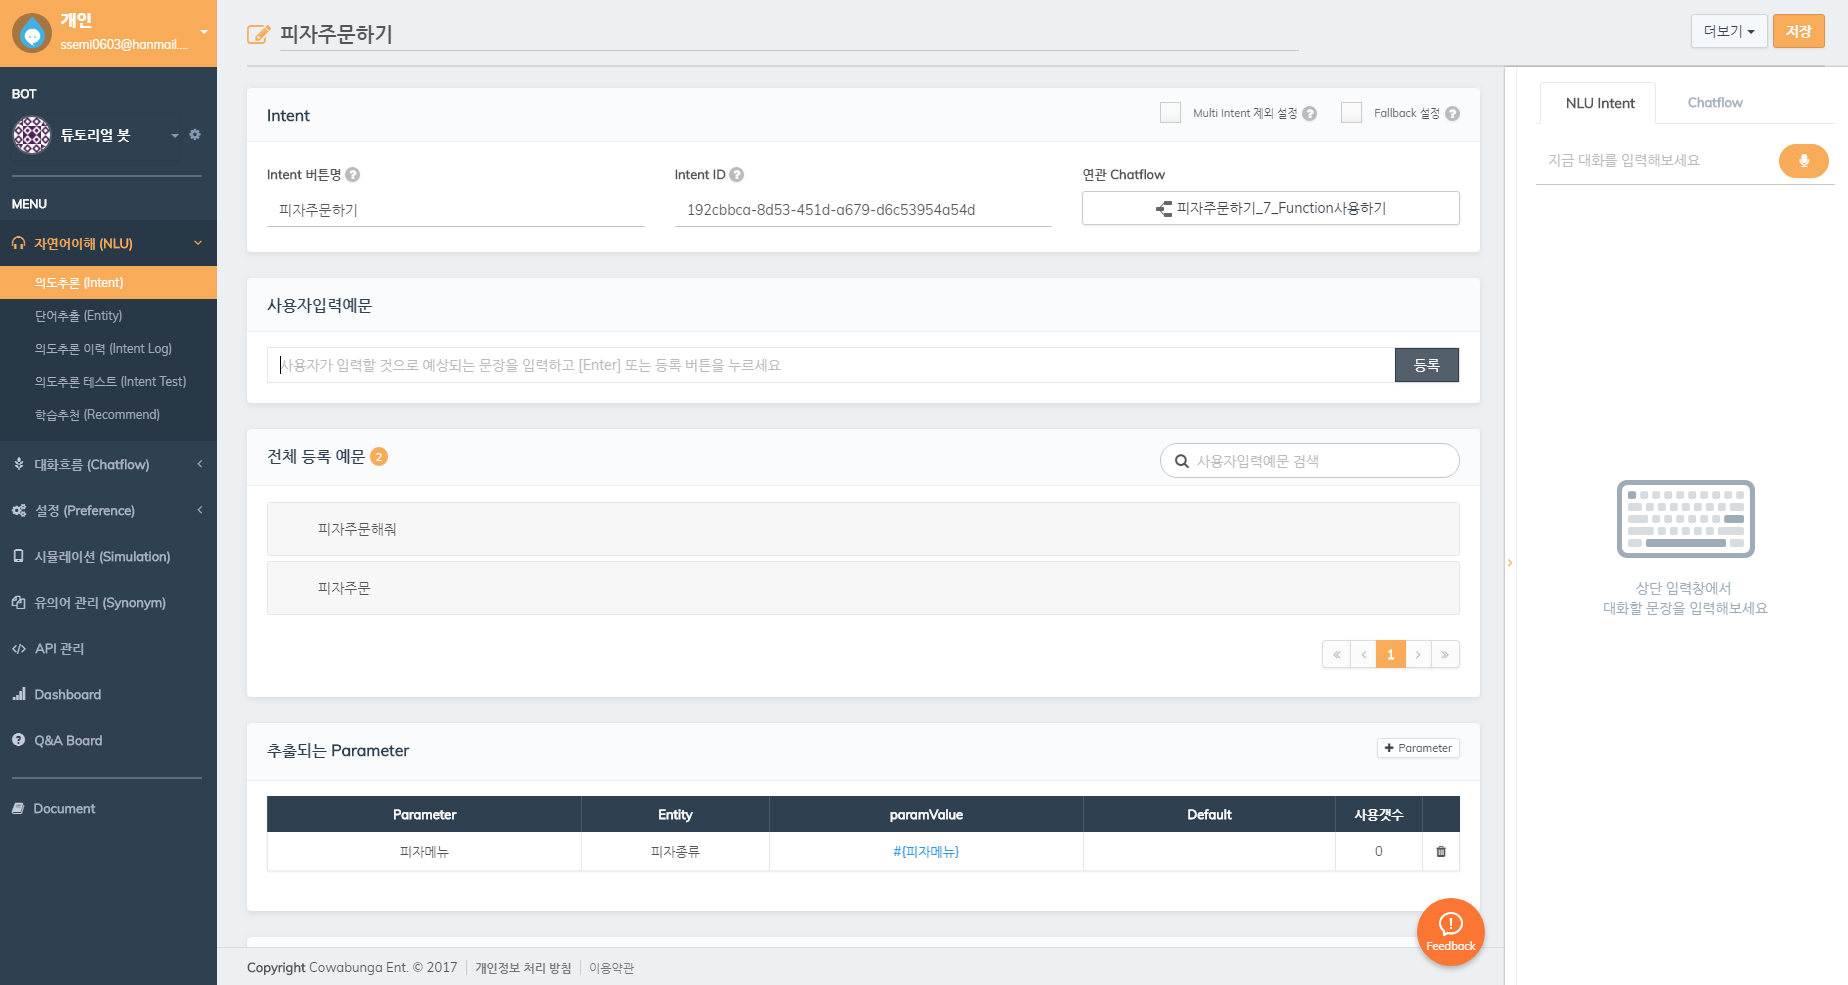 개인
ssemi0603@hanmail....
BOT
튜토리얼 봇
MENU
자연어이해 (NLU)
의도추론 (Intent)
단어추출 (Entity)
의도추론 이력 (Intent Log)
의도추론 테스트 (Intent Test)
학습추천 (Recommend)
대화흐름 (Chatflow)
설정 (Preference)
시뮬레이션 (Simulation)
유의어 관리 (Synonym)
API 관리
Dashboard
Q&A Board
Document
피자주문하기
더보기
저장
Intent
Multi Intent 제외 설정
Fallback 설정
Intent 버튼명
Intent ID
연관 Chatflow
피자주문하기
192cbbca-8d53-451d-a679-d6c53954a54d
피자주문하기_7_Function사용하기
사용자입력예문
사용자가 입력할 것으로 예상되는 문장을 입력하고 [Enter] 또는 등록 버튼을 누르세요
등록
전체 등록 예문 2
사용자입력예문 검색
피자주문해줘
피자주문
« ‹ 1 › »
추출되는 Parameter
+ Parameter
Parameter Entity paramValue Default 사용갯수
피자메뉴 피자종류 #{피자메뉴} 0
Feedback
Copyright Cowabunga Ent. © 2017 개인정보 처리 방침 이용약관
NLU Intent
Chatflow
지금 대화를 입력해보세요
상단 입력창에서
대화할 문장을 입력해보세요